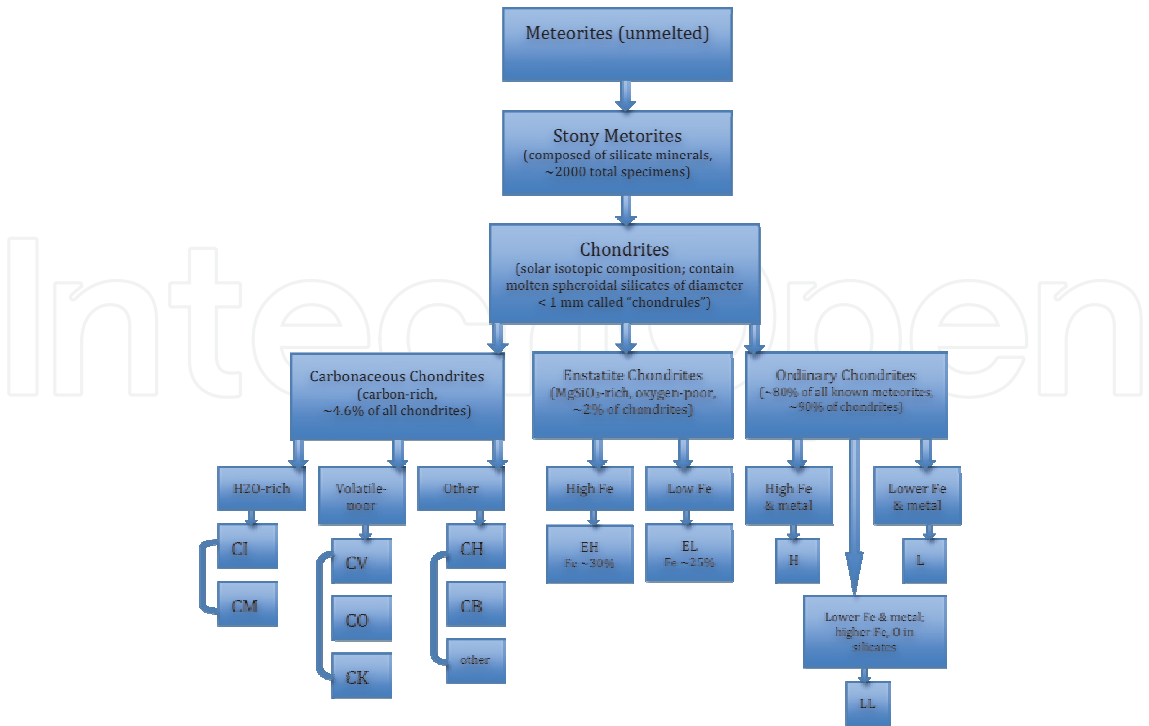 Meteorites (unmelted)
Stony Metorites
(composed of silicate minerals,
~2000 total specimens)
Chondrites
(solar isotopic composition; contain
molten spheroidal silicates of diameter
< 1 mm called “chondrules”)
Carbonaceous Chondrites
(carbon-rich,
~4.6% of all chondrites)
Enstatite Chondrites
(MgSiO₃-rich, oxygen-poor,
~2% of chondrites)
Ordinary Chondrites
(~80% of all known meteorites,
~90% of chondrites)
H2O-rich
Volatile-
poor
Other
High Fe
Low Fe
High Fe
& metal
Lower Fe
& metal
CI
CM
CV
CO
CK
CH
CB
other
EH
Fe ~30%
EL
Fe ~25%
H
L
Lower Fe & metal;
higher Fe, O in
silicates
LL
IntechOpen